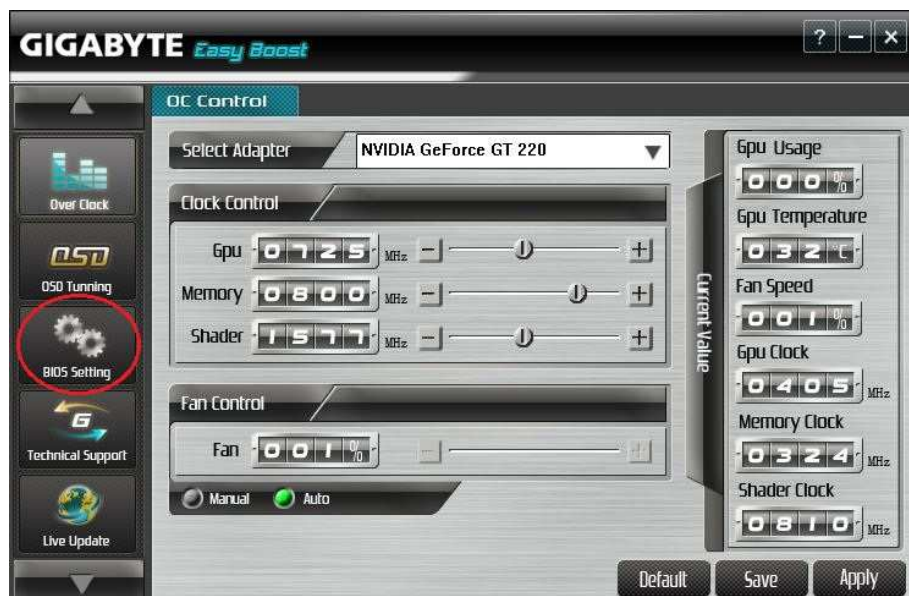 GIGABYTE Easy Boost
? − ×
OC Control
Over Clock
OSD
OSD Tunning
BIOS Setting
G
Technical Support
Live Update
Select Adapter NVIDIA GeForce GT 220
Clock Control
Gpu 0725 MHz − +
Memory 0800 MHz − +
Shader 1577 MHz − +
Fan Control
Fan 001% − +
Manual Auto
Current Value
Gpu Usage
000%
Gpu Temperature
032°C
Fan Speed
001%
Gpu Clock
0405 MHz
Memory Clock
0324 MHz
Shader Clock
0810 MHz
Default Save Apply